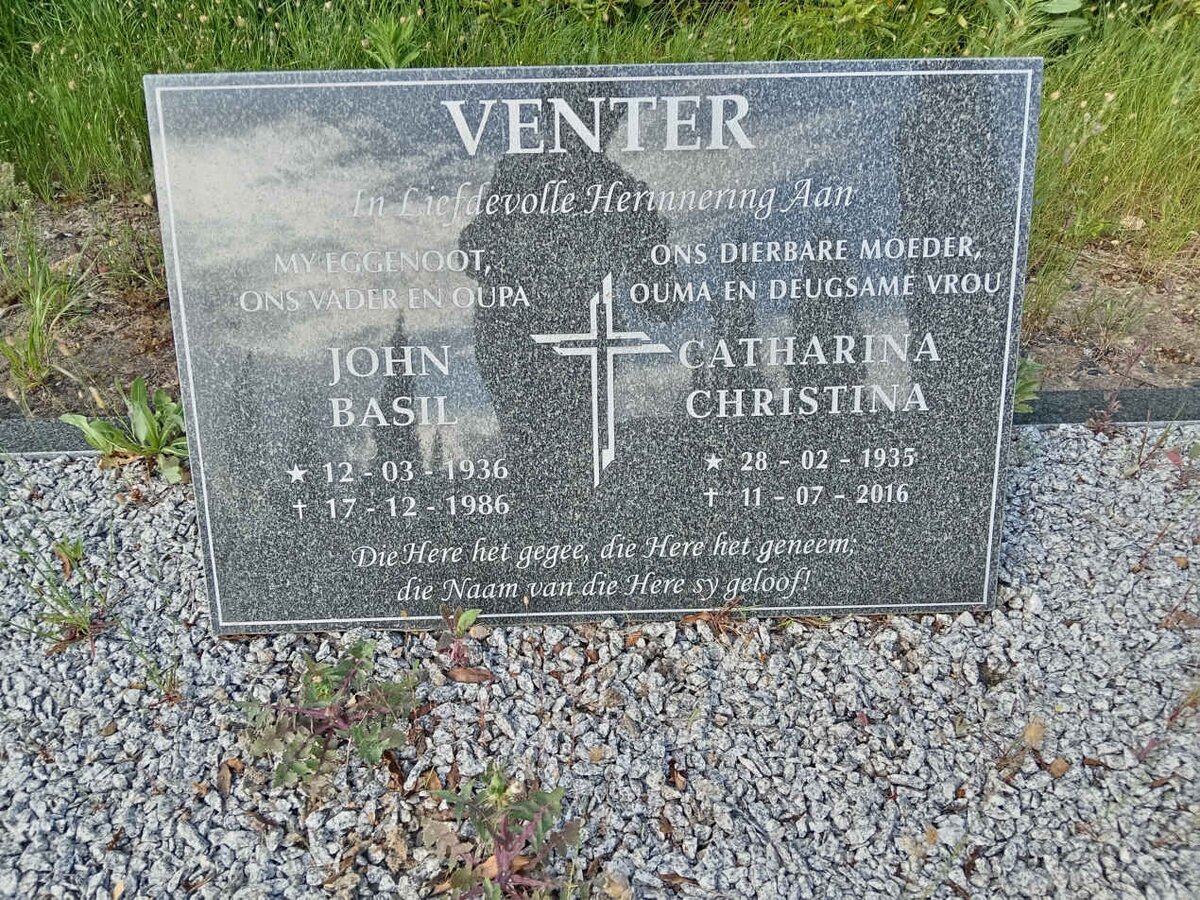 VENTER
In Liefdevolle Herinnering Aan
MY EGGENOOT,
ONS VADER EN OUPA
JOHN
BASIL
★ 12 - 03 - 1936
✝ 17 - 12 - 1986
ONS DIERBARE MOEDER,
OUMA EN DEUGSAME VROU
CATHARINA
CHRISTINA
★ 28 - 02 - 1935
✝ 11 - 07 - 2016
Die Here het gegee, die Here het geneem;
die Naam van die Here sy geloof!